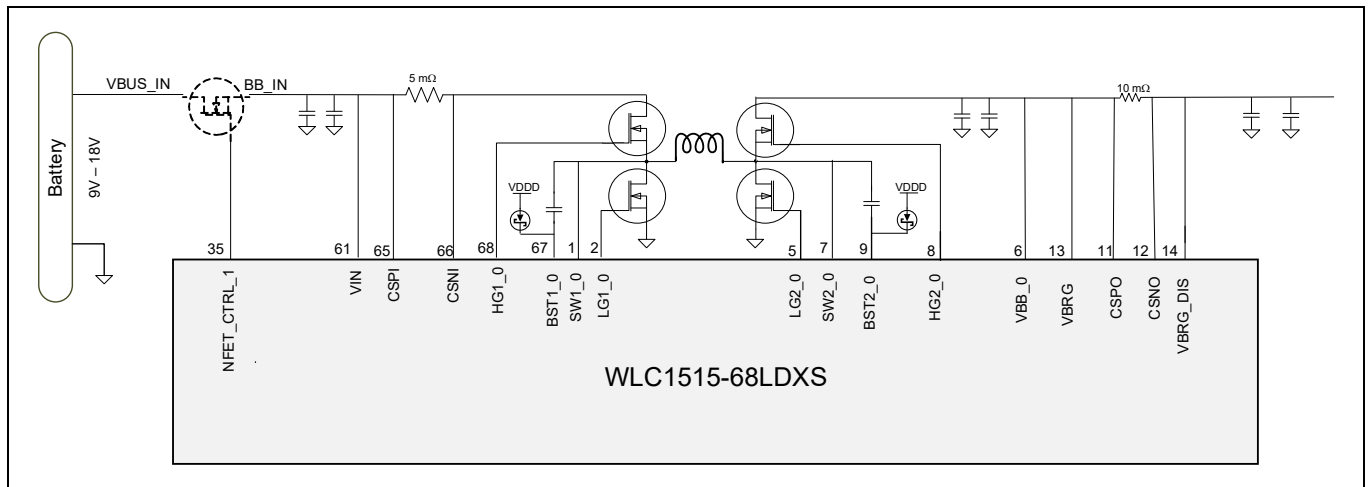 VBUS_IN
BB_IN
5 mΩ
10 mΩ
Battery
9V – 18V
VDDD
VDDD
35
61
65
66
68
67
1
2
5
7
9
8
6
13
11
12
14
NFET_CTRL_1
VIN
CSPI
CSNI
HG1_0
BST1_0
SW1_0
LG1_0
LG2_0
SW2_0
BST2_0
HG2_0
VBB_0
VBRG
CSPO
CSNO
VBRG_DIS
WLC1515-68LDXS